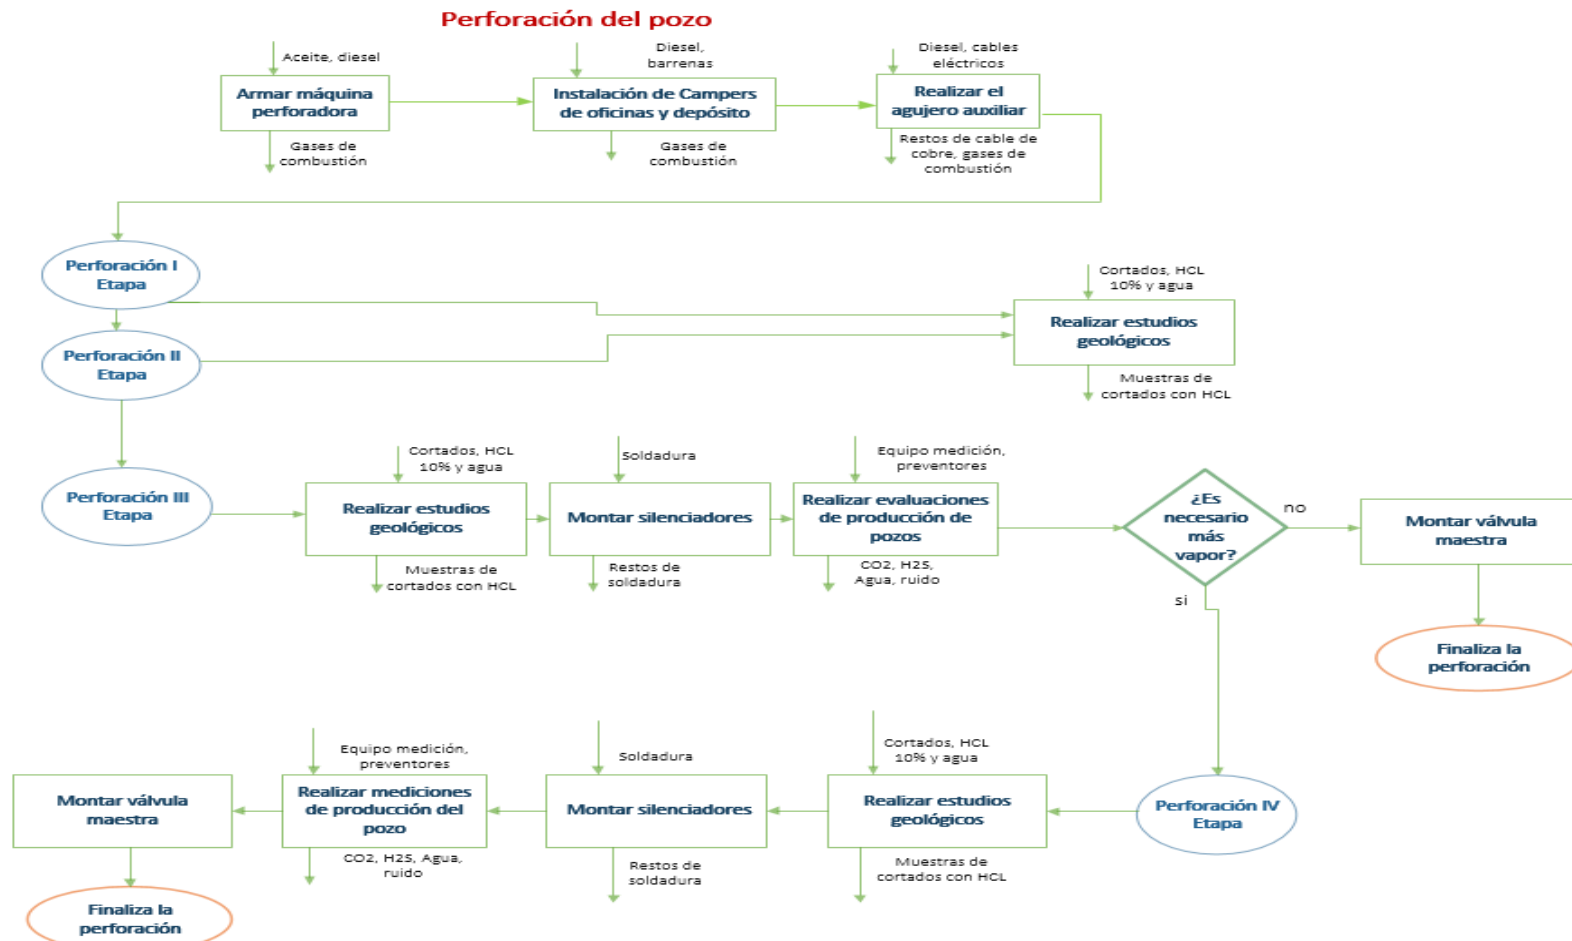 Perforación del pozo
Aceite, diesel
Armar máquina
perforadora
Gases de
combustión
Diesel,
barrenas
Instalación de Campers
de oficinas y depósito
Gases de
combustión
Diesel, cables
eléctricos
Realizar el
agujero auxiliar
Restos de cable de
cobre, gases de
combustión
Perforación I
Etapa
Perforación II
Etapa
Cortados, HCL
10% y agua
Realizar estudios
geológicos
Muestras de
cortados con HCL
Perforación III
Etapa
Cortados, HCL
10% y agua
Realizar estudios
geológicos
Muestras de
cortados con HCL
Soldadura
Montar silenciadores
Restos de
soldadura
Equipo medición,
preventores
Realizar evaluaciones
de producción de
pozos
CO2, H2S,
Agua, ruido
¿Es
necesario
más
vapor?
no
si
Montar válvula
maestra
Finaliza la
perforación
Perforación IV
Etapa
Cortados, HCL
10% y agua
Realizar estudios
geológicos
Muestras de
cortados con HCL
Soldadura
Montar silenciadores
Restos de
soldadura
Equipo medición,
preventores
Realizar mediciones
de producción del
pozo
CO2, H2S, Agua,
ruido
Montar válvula
maestra
Finaliza la
perforación